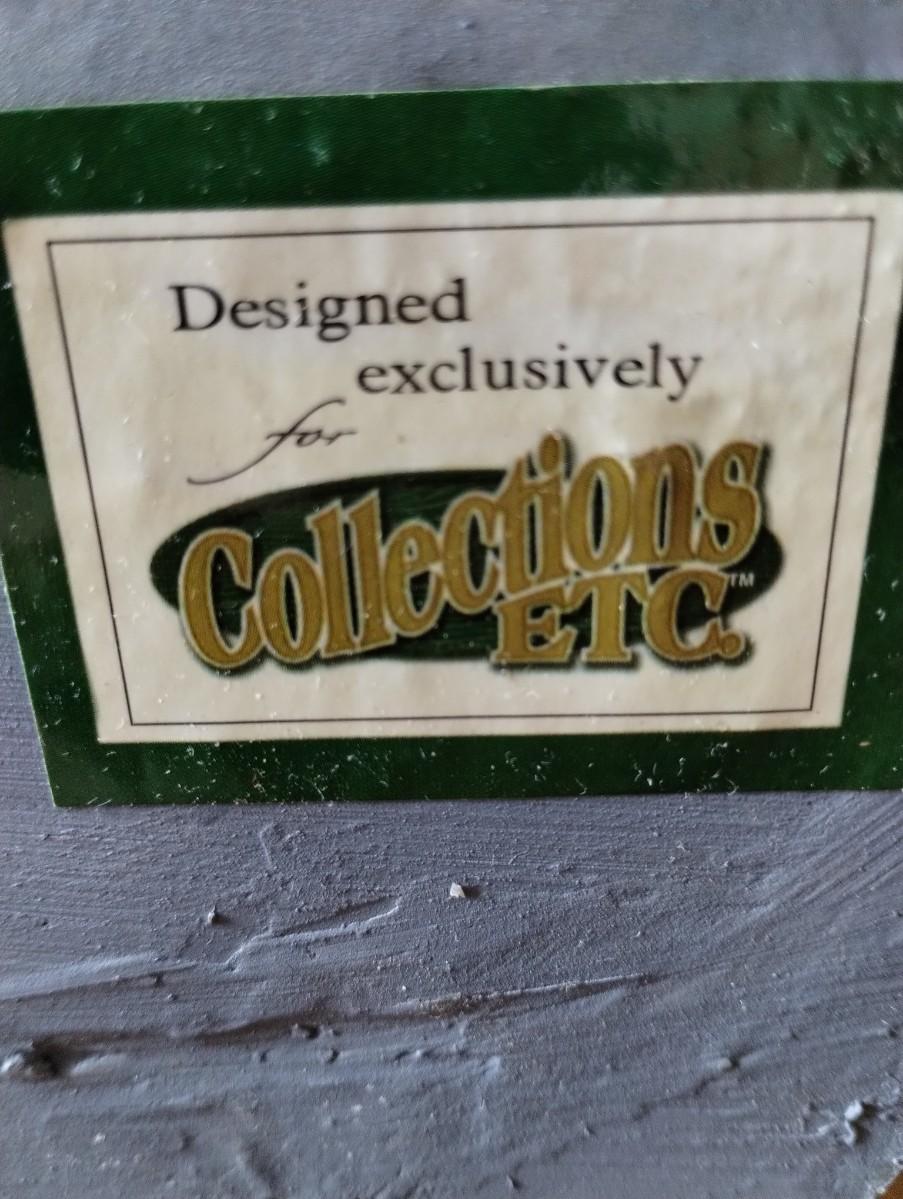 Designed
exclusively
for
Collections
ETC.™